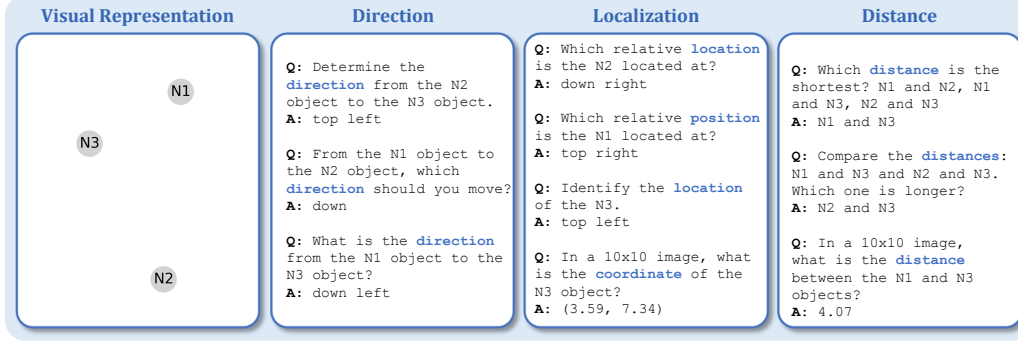 Visual Representation
Direction
Localization
Distance
N1
N3
N2
Q: Determine the
direction from the N2
object to the N3 object.
A: top left
Q: From the N1 object to
the N2 object, which
direction should you move?
A: down
Q: What is the direction
from the N1 object to the
N3 object?
A: down left
Q: Which relative location
is the N2 located at?
A: down right
Q: Which relative position
is the N1 located at?
A: top right
Q: Identify the location
of the N3.
A: top left
Q: In a 10x10 image, what
is the coordinate of the
N3 object?
A: (3.59, 7.34)
Q: Which distance is the
shortest? N1 and N2, N1
and N3, N2 and N3
A: N1 and N3
Q: Compare the distances:
N1 and N3 and N2 and N3.
Which one is longer?
A: N2 and N3
Q: In a 10x10 image,
what is the distance
between the N1 and N3
objects?
A: 4.07